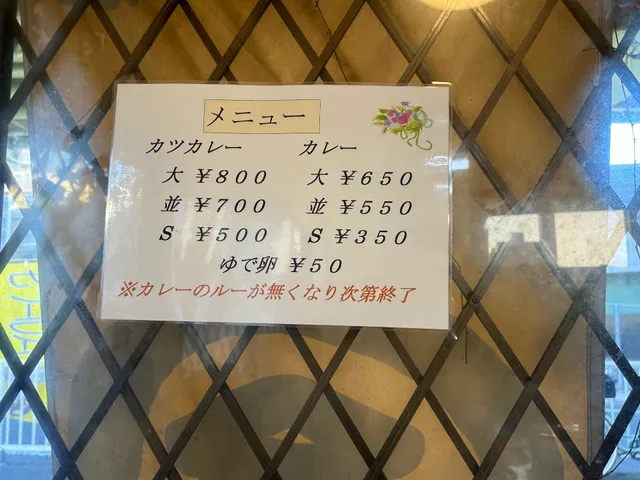 メニュー
カツカレー カレー
大 ￥８００ 大 ￥６５０
並 ￥７００ 並 ￥５５０
S ￥５００ S ￥３５０
ゆで卵 ￥５０
※カレーのルーが無くなり次第終了